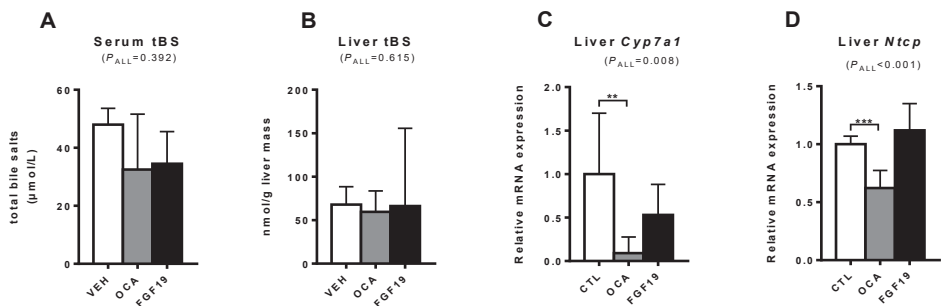 A
Serum tBS
(PALL=0.392)
total bile salts
(µmol/L)
60
40
20
0
VEH
OCA
FGF19
B
Liver tBS
(PALL=0.615)
nmol/g liver mass
200
150
100
50
0
VEH
OCA
FGF19
C
Liver Cyp7a1
(PALL=0.008)
Relative mRNA expression
2.0
1.5
1.0
0.5
0.0
**
CTL
OCA
FGF19
D
Liver Ntcp
(PALL<0.001)
Relative mRNA expression
1.5
1.0
0.5
0.0
***
CTL
OCA
FGF19